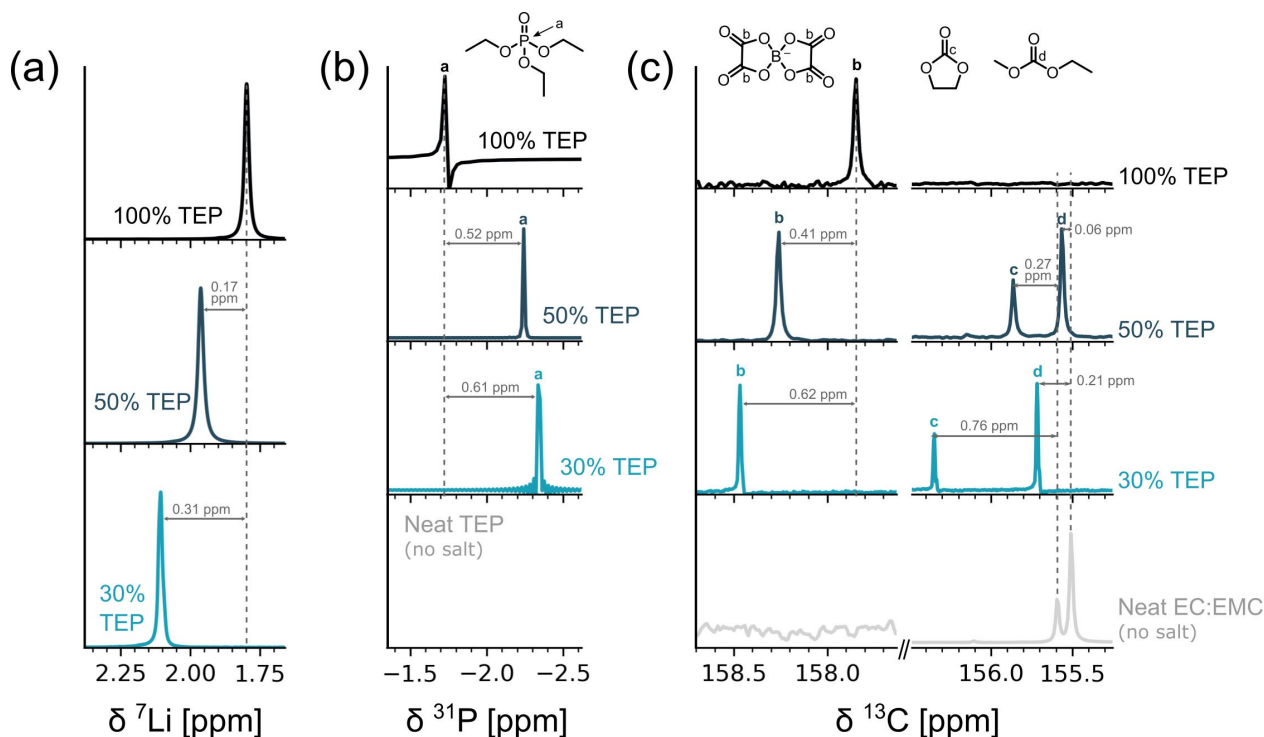 (a)
100% TEP
0.17
ppm
50% TEP
0.31 ppm
30%
TEP
2.25 2.00 1.75
δ ⁷Li [ppm]
(b)
O
a
O P O
O
a
100% TEP
a
0.52 ppm
50% TEP
a
0.61 ppm
30% TEP
Neat TEP
(no salt)
−1.5 −2.0 −2.5
δ ³¹P [ppm]
(c)
O b O O b O
B⁻
O b O O b O
O
c
O O
O
d
O O
b
100% TEP
b
0.41 ppm
c
0.27
ppm
d
0.06 ppm
50% TEP
b
0.62 ppm
c
0.76 ppm
d
0.21 ppm
30% TEP
Neat EC:EMC
(no salt)
158.5 158.0 156.0 155.5
δ ¹³C [ppm]